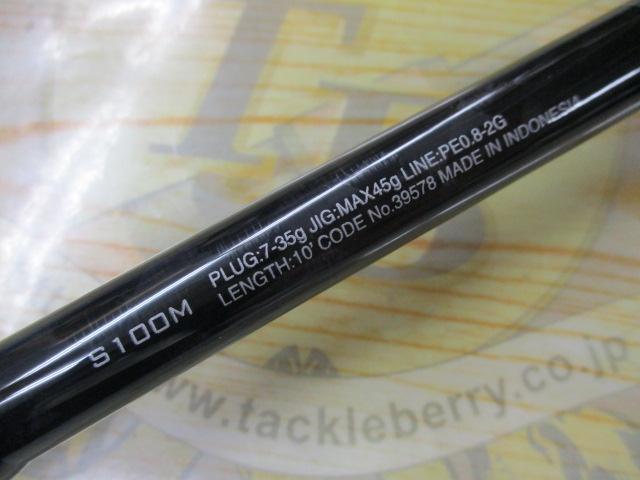 S100M
PLUG:7-35g JIG:MAX45g LINE:PE0.8-2G
LENGTH:10' CODE No.39578 MADE IN INDONESIA
www.tackleberry.co.jp